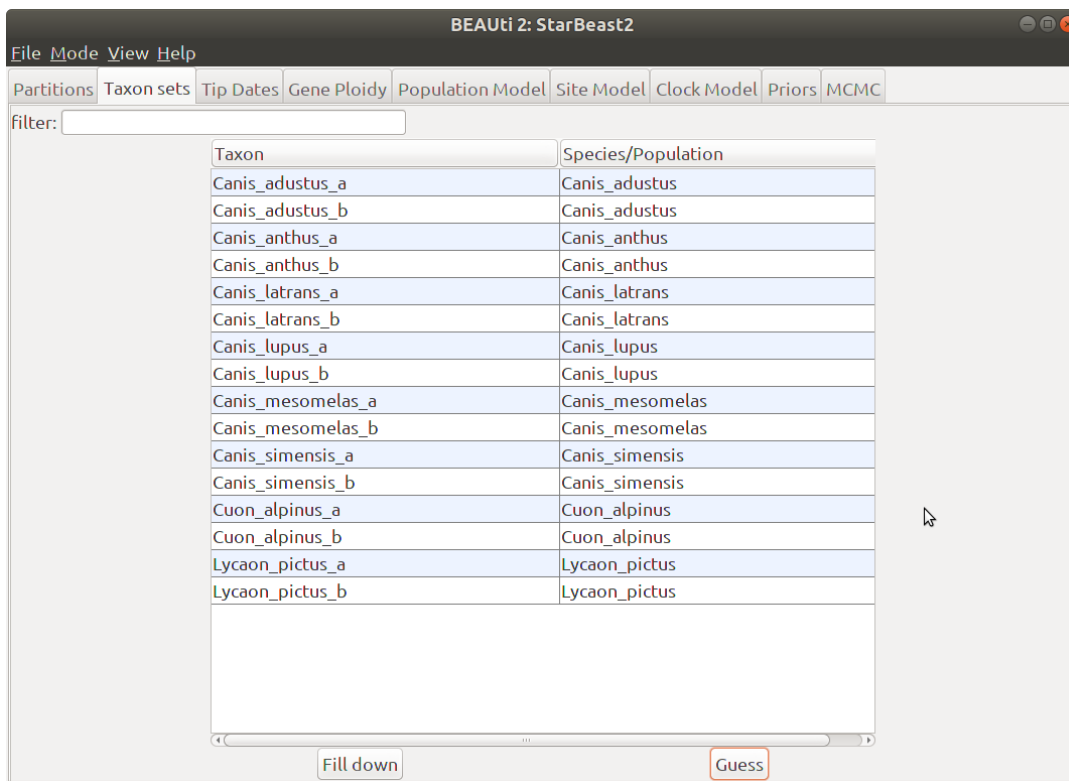 BEAUti 2: StarBeast2
File Mode View Help
Partitions Taxon sets Tip Dates Gene Ploidy Population Model Site Model Clock Model Priors MCMC
filter:
Taxon Species/Population
Canis_adustus_a Canis_adustus
Canis_adustus_b Canis_adustus
Canis_anthus_a Canis_anthus
Canis_anthus_b Canis_anthus
Canis_latrans_a Canis_latrans
Canis_latrans_b Canis_latrans
Canis_lupus_a Canis_lupus
Canis_lupus_b Canis_lupus
Canis_mesomelas_a Canis_mesomelas
Canis_mesomelas_b Canis_mesomelas
Canis_simensis_a Canis_simensis
Canis_simensis_b Canis_simensis
Cuon_alpinus_a Cuon_alpinus
Cuon_alpinus_b Cuon_alpinus
Lycaon_pictus_a Lycaon_pictus
Lycaon_pictus_b Lycaon_pictus
Fill down Guess